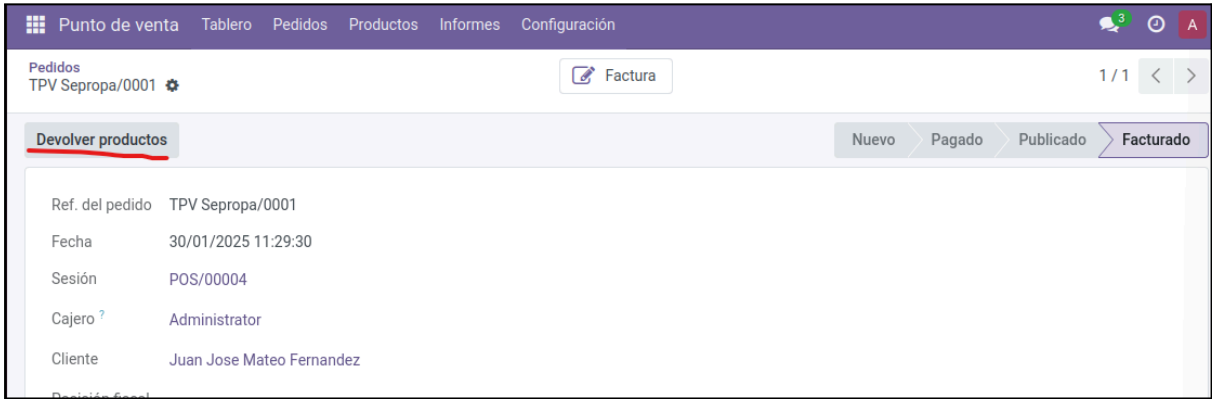 Punto de venta Tablero Pedidos Productos Informes Configuración 3 A
Pedidos
TPV Sepropa/0001 Factura 1 / 1
Devolver productos Nuevo Pagado Publicado Facturado
Ref. del pedido TPV Sepropa/0001
Fecha 30/01/2025 11:29:30
Sesión POS/00004
Cajero ? Administrator
Cliente Juan Jose Mateo Fernandez
Posición fiscal